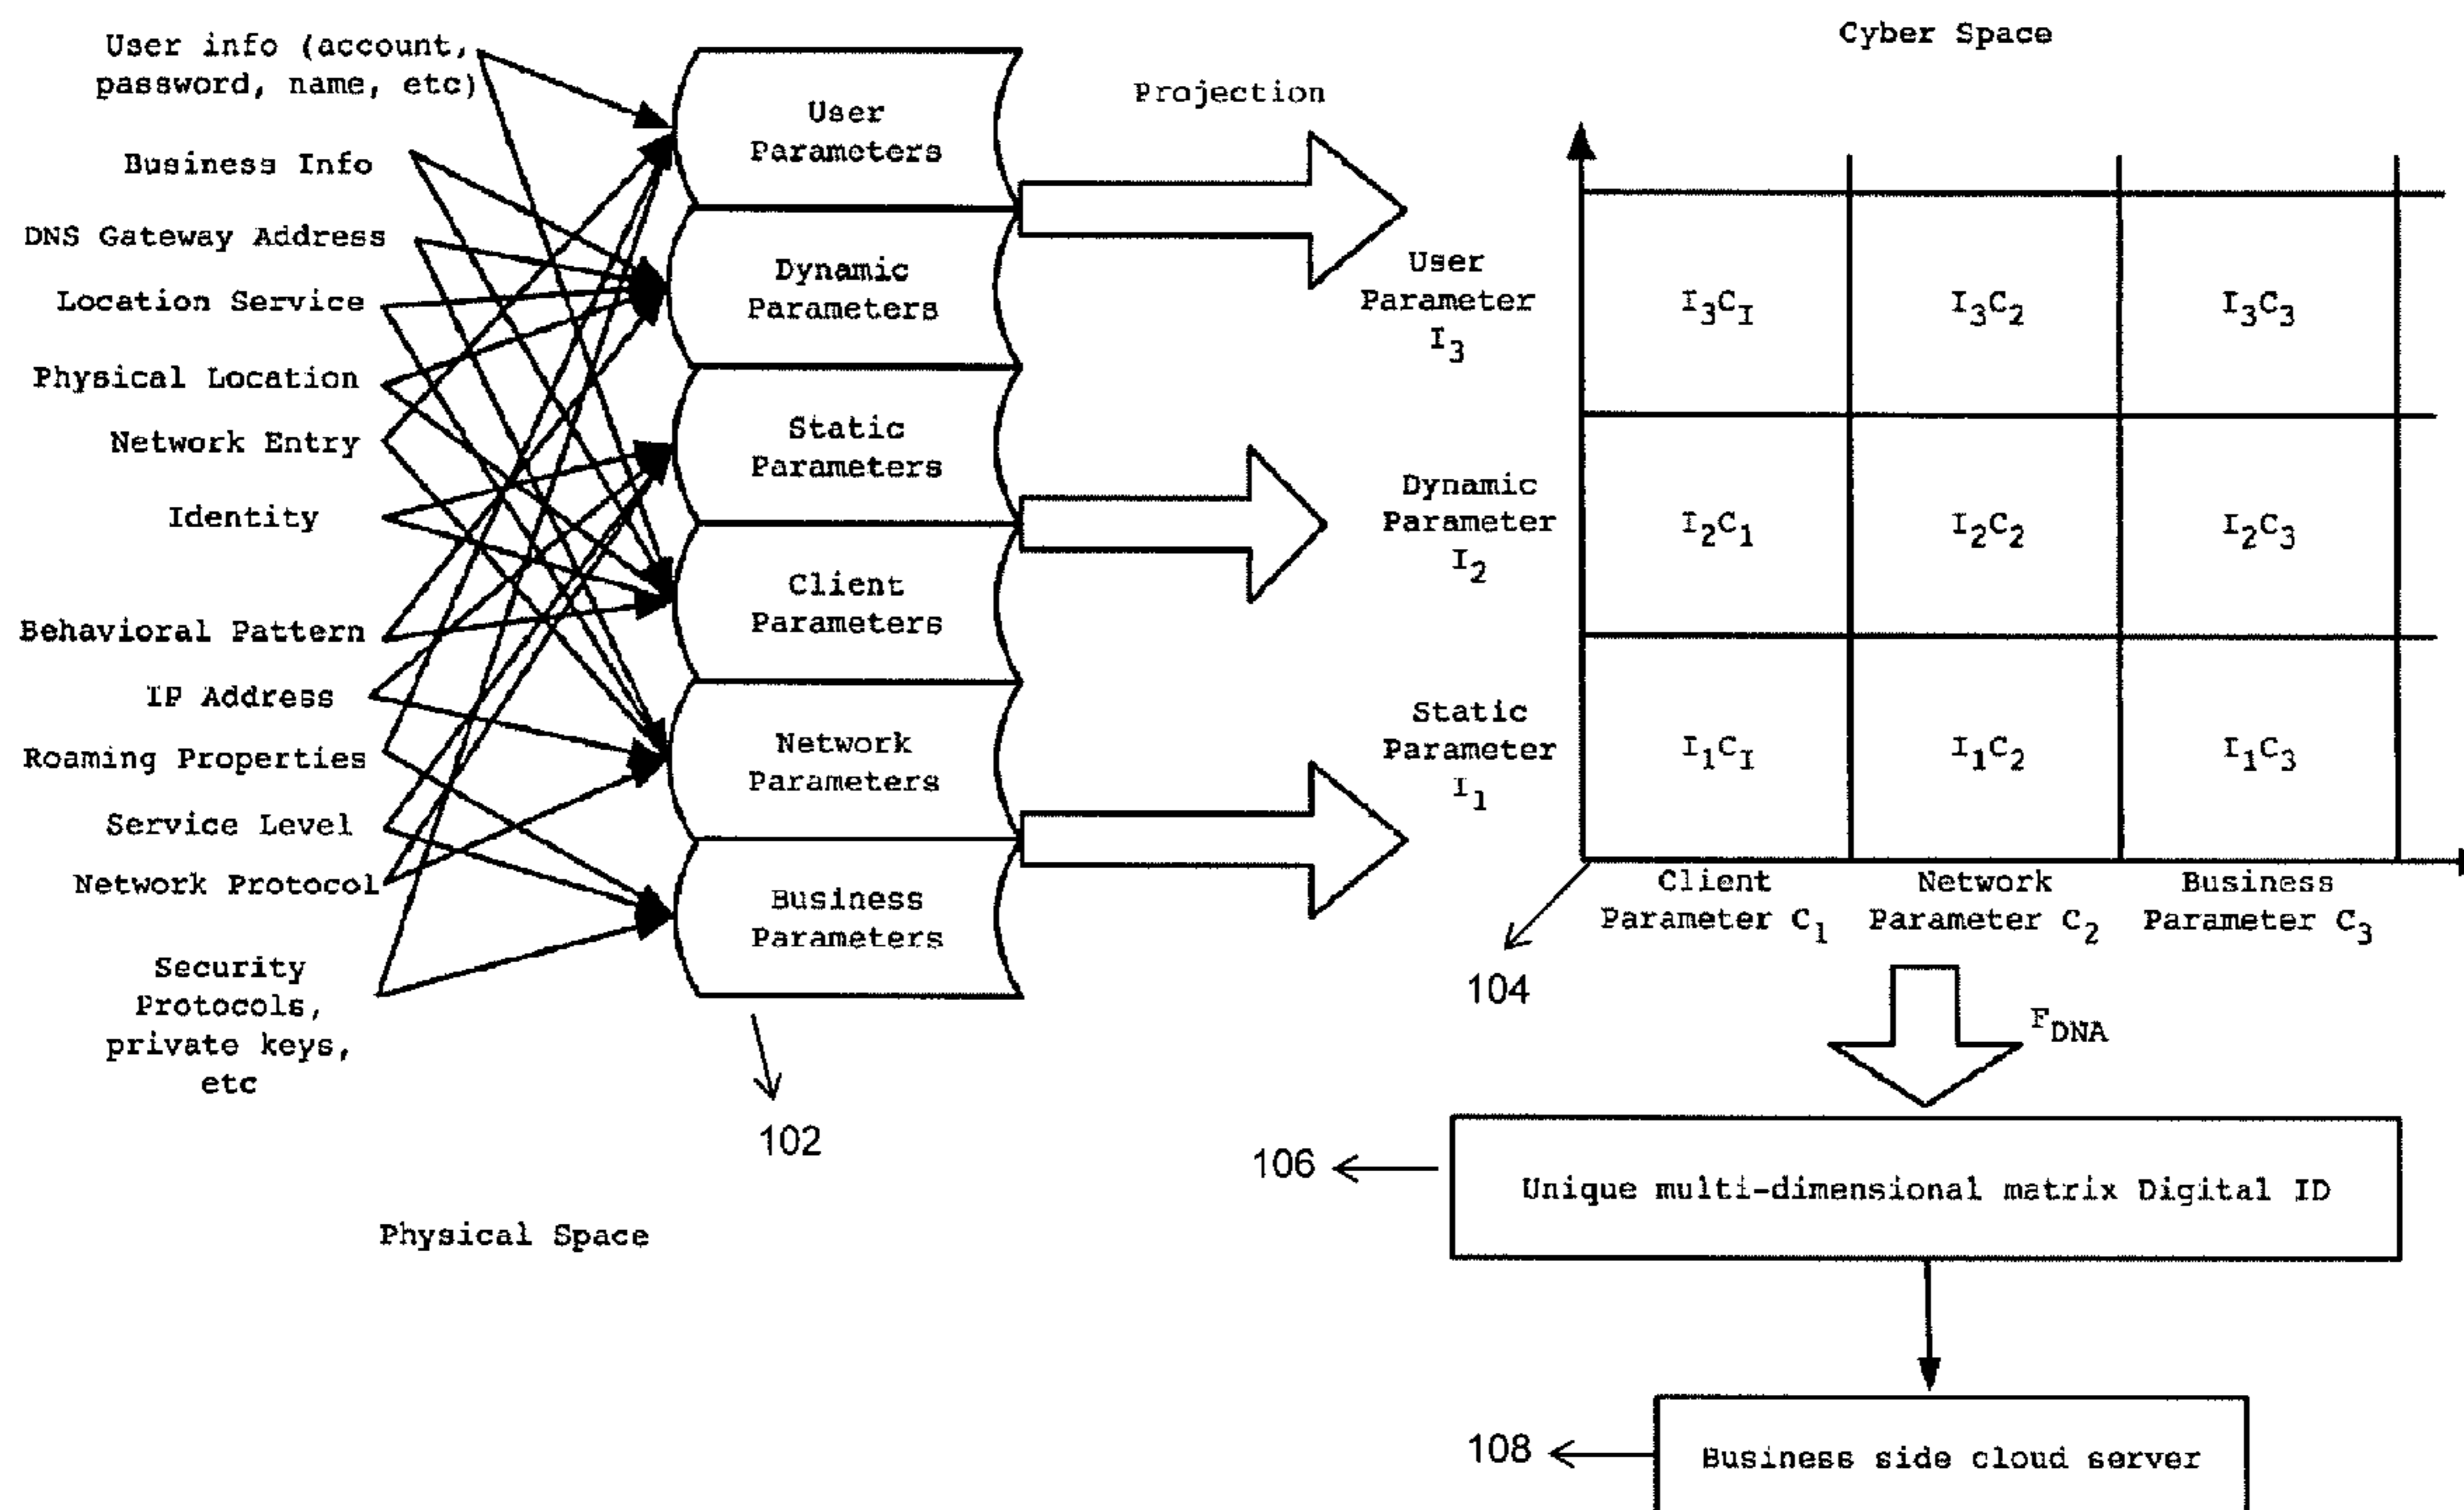 User info (account,
password, name, etc)
Business Info
DNS Gateway Address
Location Service
Physical Location
Network Entry
Identity
Behavioral Pattern
IP Address
Roaming Properties
Service Level
Network Protocol
Security
Protocols,
private keys,
etc
Physical Space
User
Parameters
Dynamic
Parameters
Static
Parameters
Client
Parameters
Network
Parameters
Business
Parameters
102
Projection
Cyber Space
User
Parameter
I3
Dynamic
Parameter
I2
Static
Parameter
I1
I3CI I3C2 I3C3
I2C1 I2C2 I2C3
I1CI I1C2 I1C3
Client
Parameter C1
Network
Parameter C2
Business
Parameter C3
104
FDNA
106
Unique multi-dimensional matrix Digital ID
108
Business side cloud server